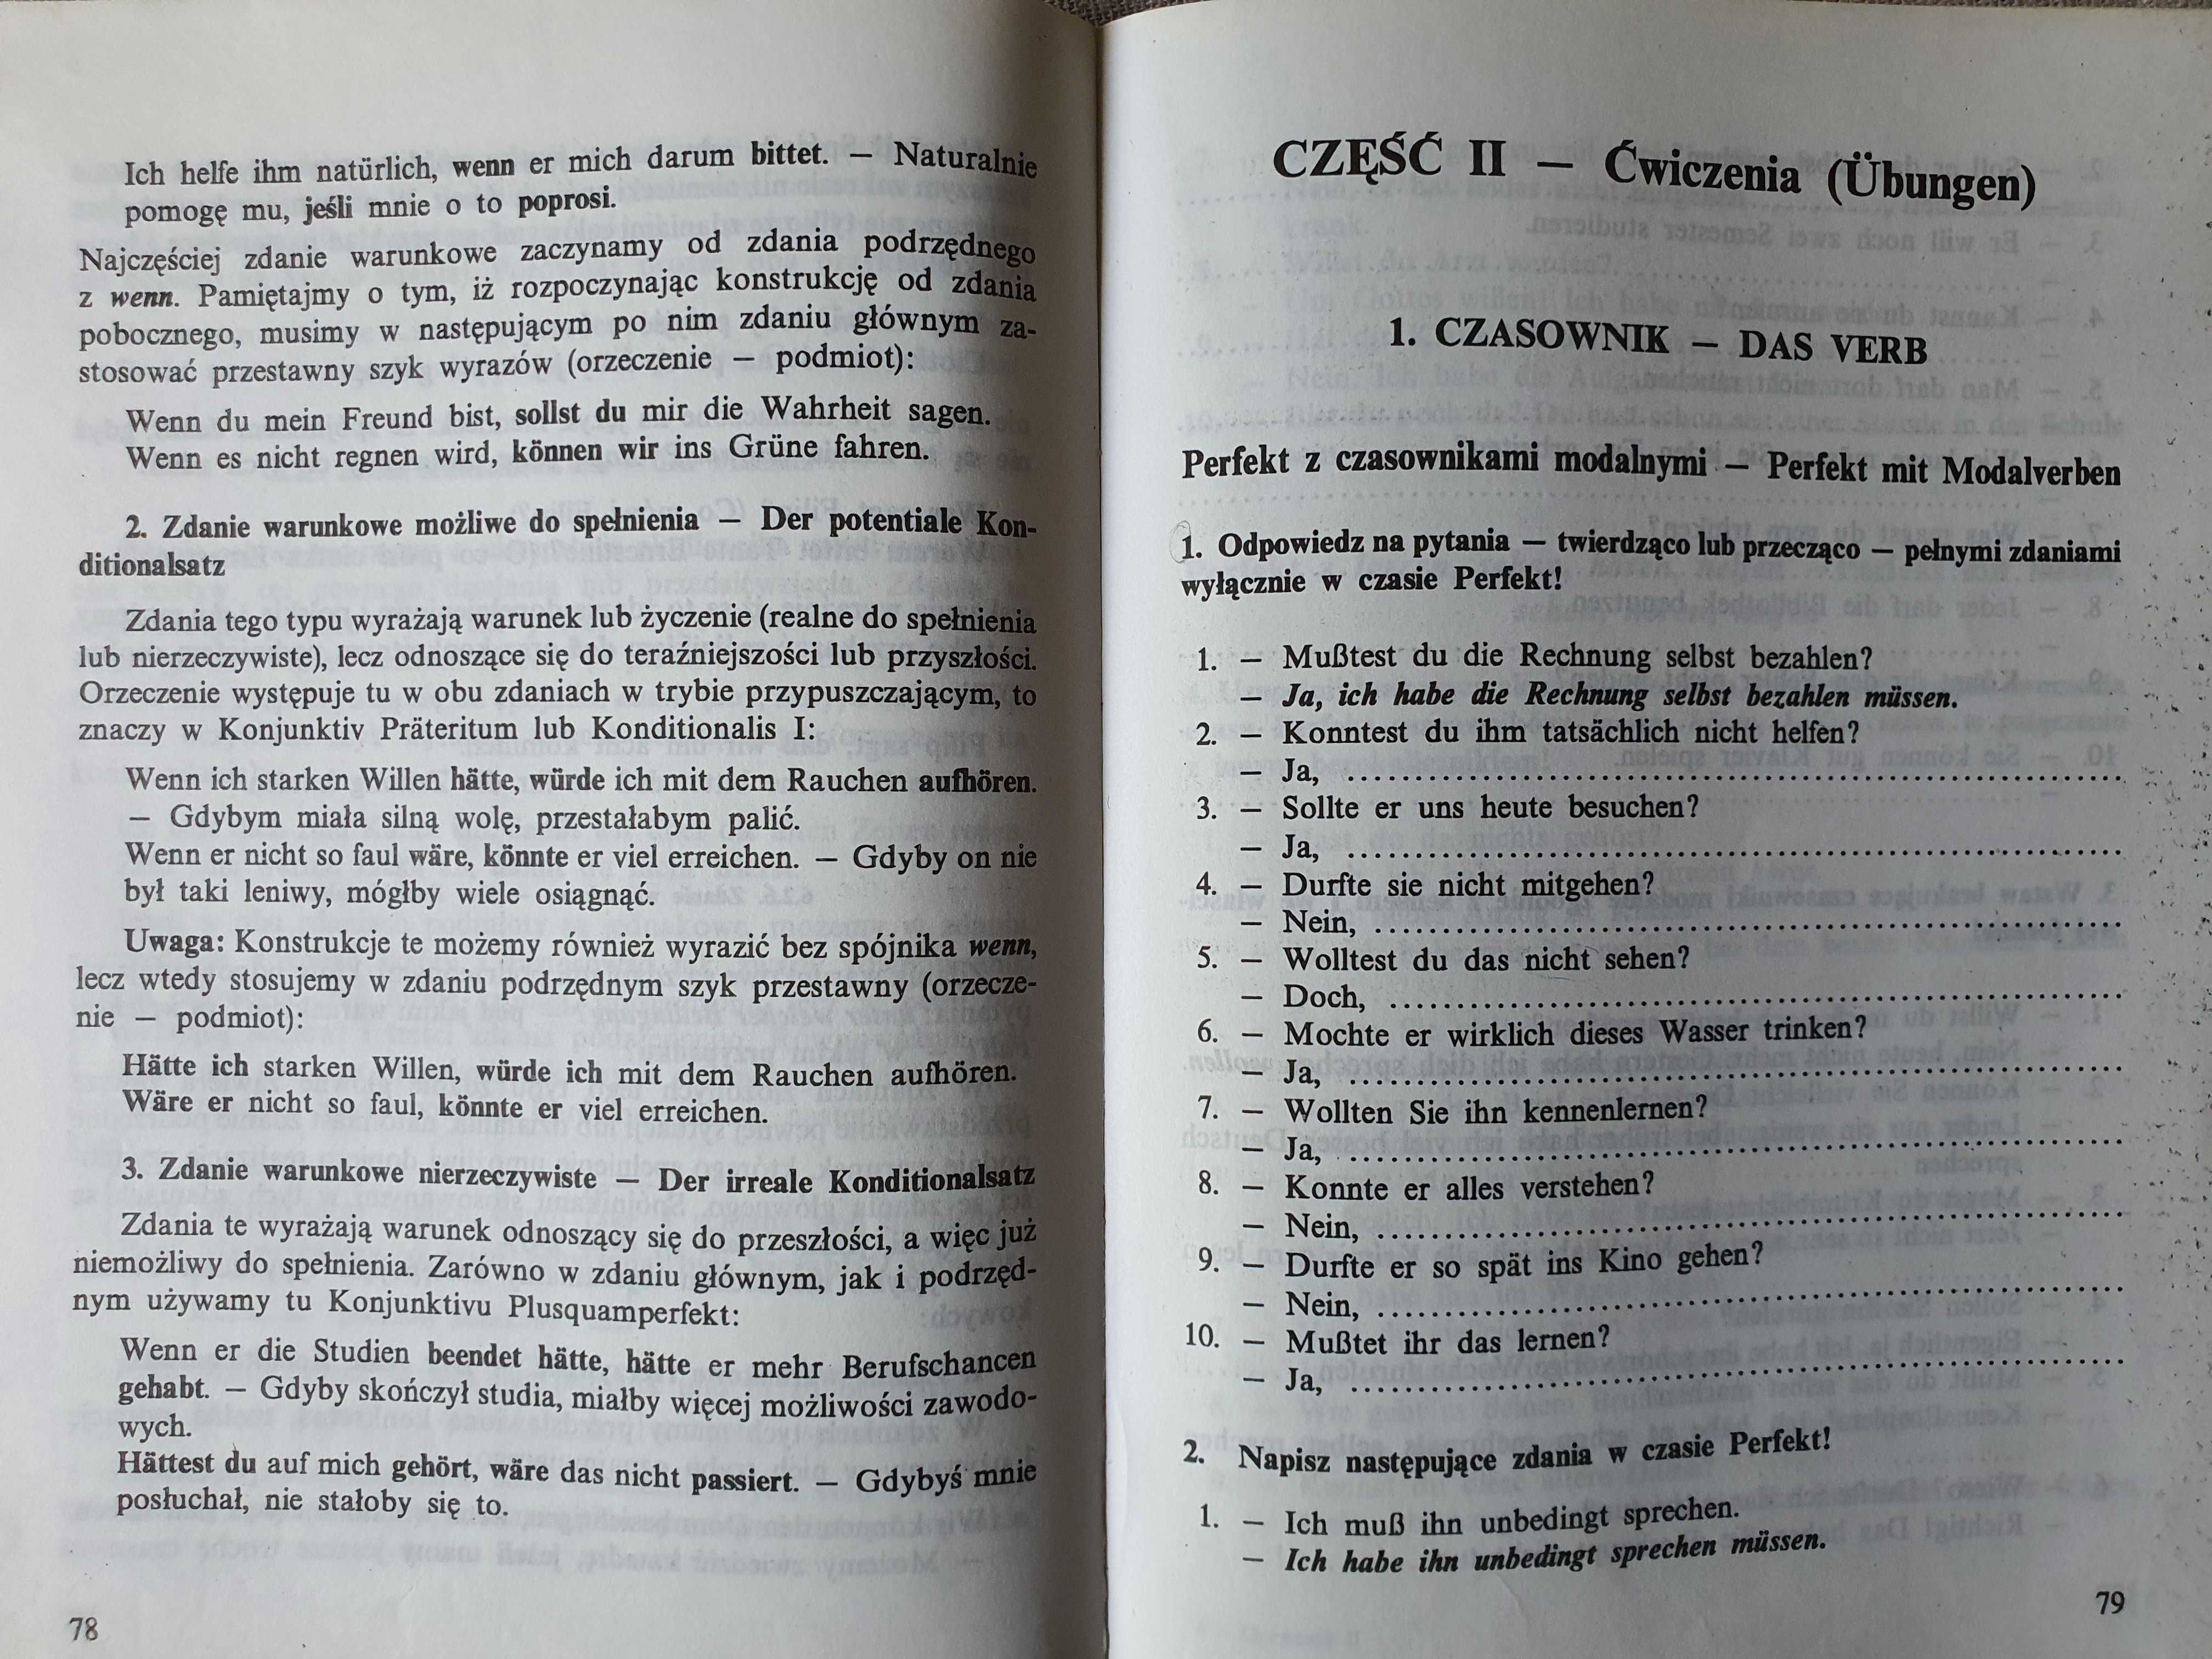 Ich helfe ihm natürlich, wenn er mich darum bittet. — Naturalnie
pomogę mu, jeśli mnie o to poprosi.
Najczęściej zdanie warunkowe zaczynamy od zdania podrzędnego
z wenn. Pamiętajmy o tym, iż rozpoczynając konstrukcję od zdania
pobocznego, musimy w następującym po nim zdaniu głównym za-
stosować przestawny szyk wyrazów (orzeczenie — podmiot):
Wenn du mein Freund bist, sollst du mir die Wahrheit sagen.
Wenn es nicht regnen wird, können wir ins Grüne fahren.
2. Zdanie warunkowe możliwe do spełnienia — Der potentiale Kon-
ditionalsatz
Zdania tego typu wyrażają warunek lub życzenie (realne do spełnienia
lub nierzeczywiste), lecz odnoszące się do teraźniejszości lub przyszłości.
Orzeczenie występuje tu w obu zdaniach w trybie przypuszczającym, to
znaczy w Konjunktiv Präteritum lub Konditionalis I:
Wenn ich starken Willen hätte, würde ich mit dem Rauchen aufhören.
— Gdybym miała silną wolę, przestałabym palić.
Wenn er nicht so faul wäre, könnte er viel erreichen. — Gdyby on nie
był taki leniwy, mógłby wiele osiągnąć.
Uwaga: Konstrukcje te możemy również wyrazić bez spójnika wenn,
lecz wtedy stosujemy w zdaniu podrzędnym szyk przestawny (orzecze-
nie — podmiot):
Hätte ich starken Willen, würde ich mit dem Rauchen aufhören.
Wäre er nicht so faul, könnte er viel erreichen.
3. Zdanie warunkowe nierzeczywiste — Der irreale Konditionalsatz
Zdania te wyrażają warunek odnoszący się do przeszłości, a więc już
niemożliwy do spełnienia. Zarówno w zdaniu głównym, jak i podrzęd-
nym używamy tu Konjunktivu Plusquamperfekt:
Wenn er die Studien beendet hätte, hätte er mehr Berufschancen
gehabt. — Gdyby skończył studia, miałby więcej możliwości zawodo-
wych.
Hättest du auf mich gehört, wäre das nicht passiert. — Gdybyś mnie
posłuchał, nie stałoby się to.
78
CZĘŚĆ II — Ćwiczenia (Übungen)
1. CZASOWNIK — DAS VERB
Perfekt z czasownikami modalnymi — Perfekt mit Modalverben
1. Odpowiedz na pytania — twierdząco lub przecząco — pełnymi zdaniami
wyłącznie w czasie Perfekt!
1. — Mußtest du die Rechnung selbst bezahlen?
— Ja, ich habe die Rechnung selbst bezahlen müssen.
2. — Konntest du ihm tatsächlich nicht helfen?
— Ja, ..........
3. — Sollte er uns heute besuchen?
— Ja, ..........
4. — Durfte sie nicht mitgehen?
— Nein, ..........
5. — Wolltest du das nicht sehen?
— Doch, ..........
6. — Mochte er wirklich dieses Wasser trinken?
— Ja, ..........
7. — Wollten Sie ihn kennenlernen?
— Ja, ..........
8. — Konnte er alles verstehen?
— Nein, ..........
9. — Durfte er so spät ins Kino gehen?
— Nein, ..........
10. — Mußtet ihr das lernen?
— Ja, ..........
2. Napisz następujące zdania w czasie Perfekt!
1. — Ich muß ihn unbedingt sprechen.
— Ich habe ihn unbedingt sprechen müssen.
79